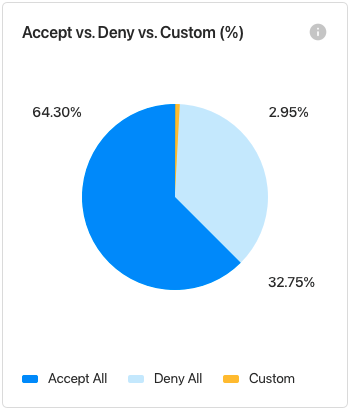 Accept vs. Deny vs. Custom (%)
64.30%
2.95%
32.75%
Accept All
Deny All
Custom